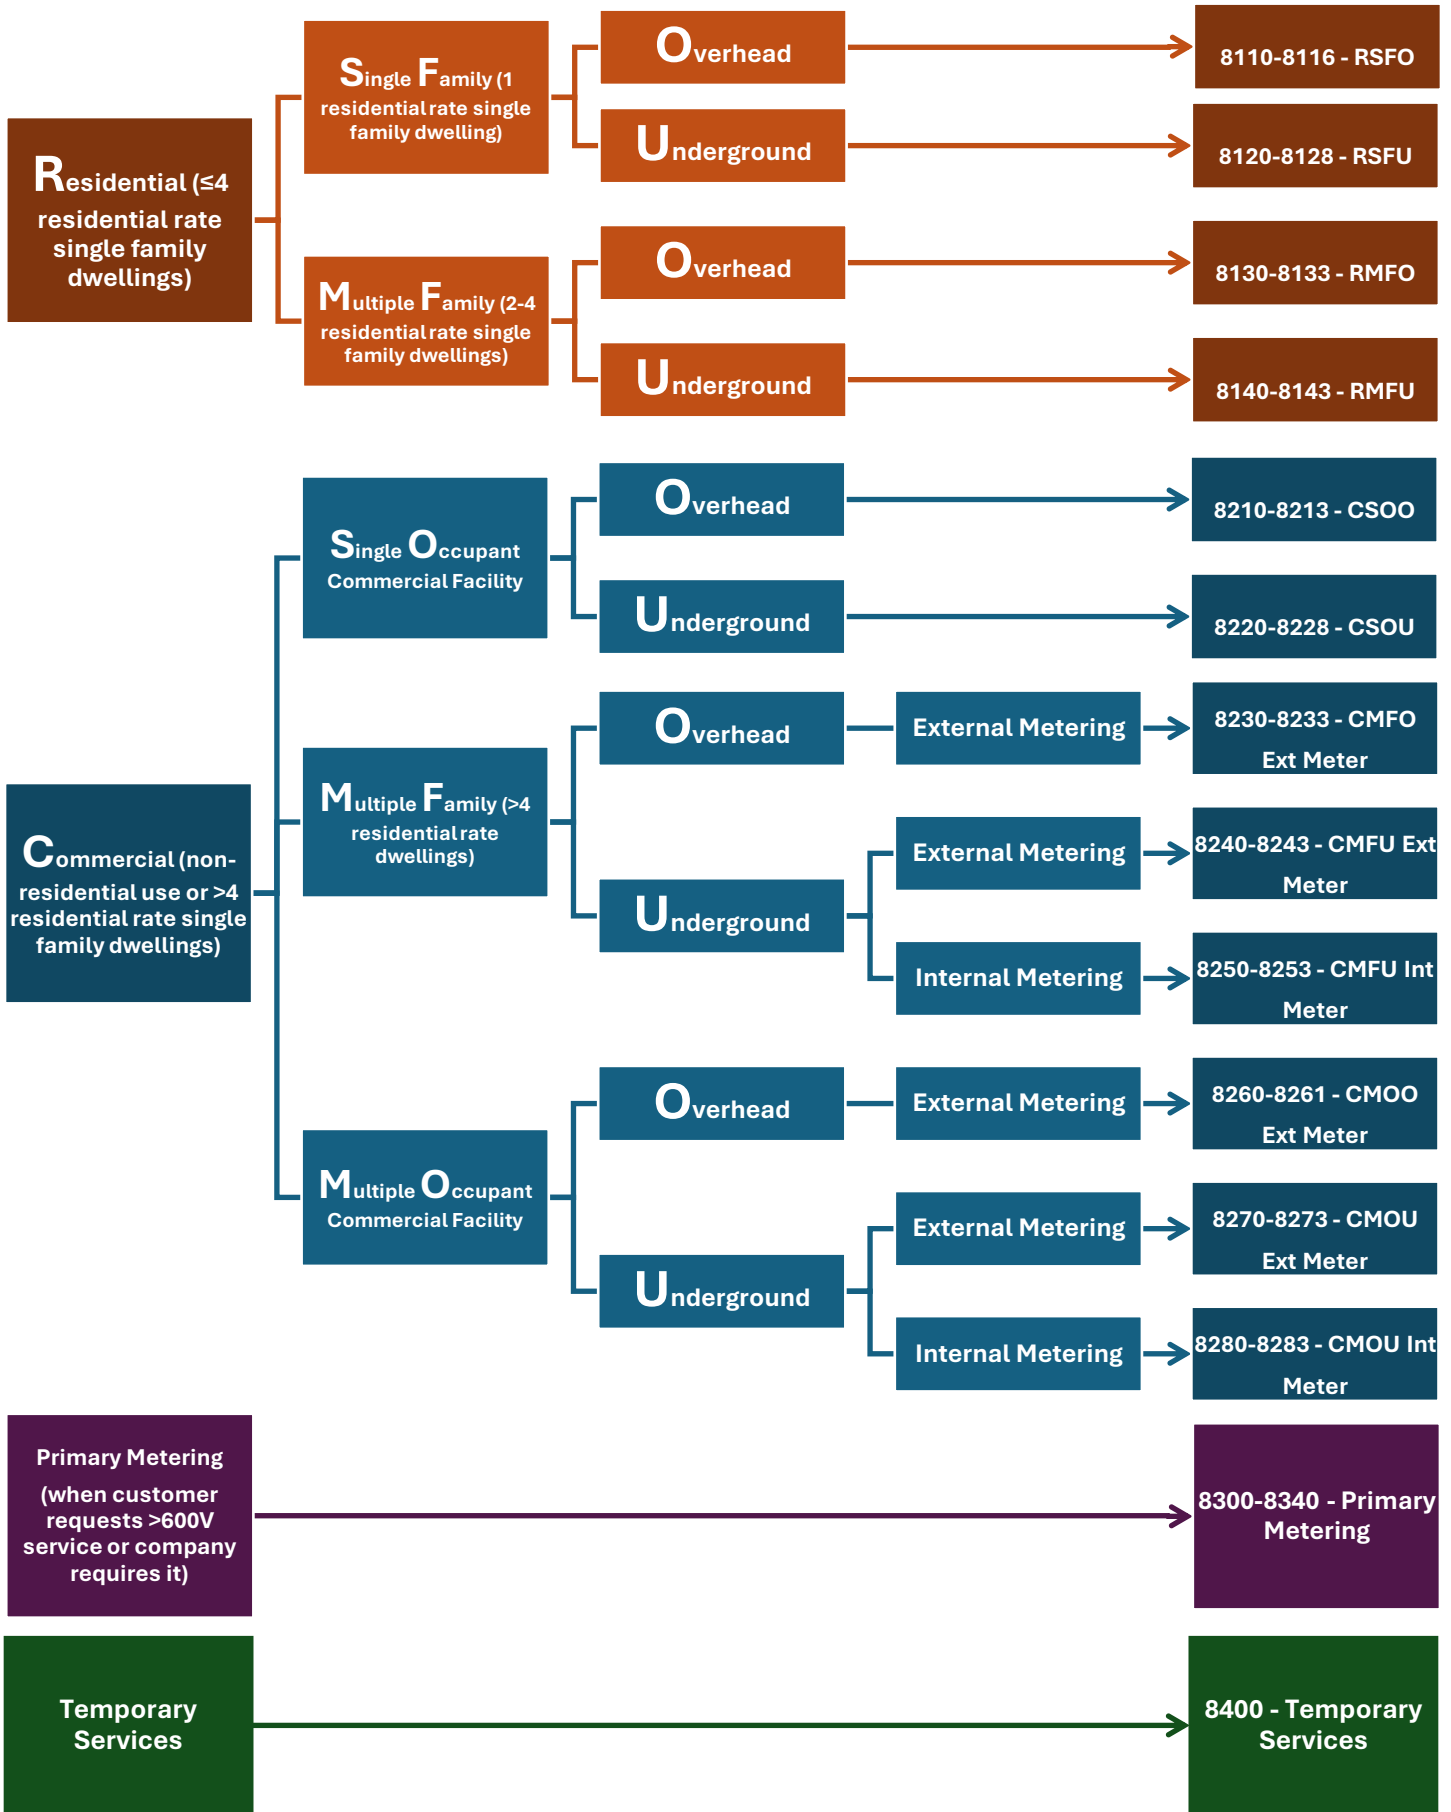 Residential (≤4
residential rate
single family
dwellings)
Single Family (1
residential rate single
family dwelling)
Overhead
8110-8116 - RSFO
Underground
8120-8128 - RSFU
Multiple Family (2-4
residential rate single
family dwellings)
Overhead
8130-8133 - RMFO
Underground
8140-8143 - RMFU
Commercial (non-
residential use or >4
residential rate single
family dwellings)
Single Occupant
Commercial Facility
Overhead
8210-8213 - CSOO
Underground
8220-8228 - CSOU
Multiple Family (>4
residential rate
dwellings)
Overhead
External Metering
8230-8233 - CMFO
Ext Meter
Underground
External Metering
8240-8243 - CMFU Ext
Meter
Internal Metering
8250-8253 - CMFU Int
Meter
Multiple Occupant
Commercial Facility
Overhead
External Metering
8260-8261 - CMOO
Ext Meter
Underground
External Metering
8270-8273 - CMOU
Ext Meter
Internal Metering
8280-8283 - CMOU Int
Meter
Primary Metering
(when customer
requests >600V
service or company
requires it)
8300-8340 - Primary
Metering
Temporary
Services
8400 - Temporary
Services